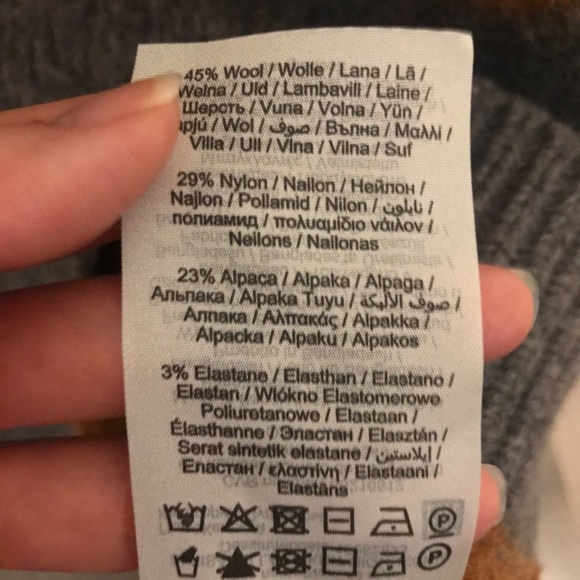 45% Wool / Wolle / Lana / Lã /
Wełna / Uld / Lambavill / Laine /
Шерсть / Vuna / Volna / Yün /
Wol / صوف / Вълна / Μαλλί /
Villa / Ull / Vlna / Vilna / Suf
29% Nylon / Nailon / Нейлон /
Najlon / Poliamid / Nilon / نايلون /
полиамид / πολυαμίδιο νάιλον /
Neilons / Nailonas
23% Alpaca / Alpaka / Alpaga /
Альпака / Alpaka Tuyu / صوف الألبكة /
Алпака / Αλπακάς / Alpakka /
Alpacka / Alpaku / Alpakos
3% Elastane / Elasthan / Elastano /
Elastan / Włókno Elastomerowe
Poliuretanowe / Elastaan /
Élasthanne / Эластан / Elasztán /
Serat sintetik elastane / إيلاستين /
Еластан / ελαστίνη / Elastaani /
Elastāns
P
P